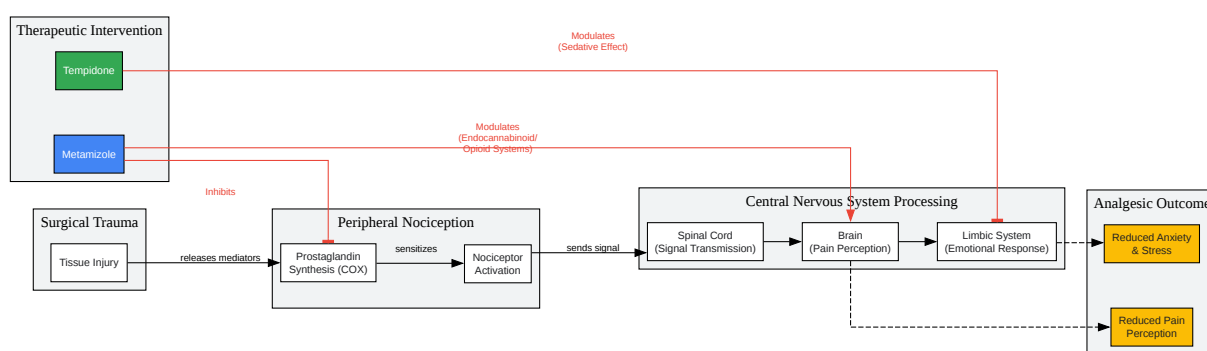 Therapeutic Intervention
Tempidone
Metamizole
Modulates
(Sedative Effect)
Modulates
(Endocannabinoid/
Opioid Systems)
Inhibits
Surgical Trauma
Tissue Injury
releases mediators
Peripheral Nociception
Prostaglandin
Synthesis (COX)
sensitizes
Nociceptor
Activation
sends signal
Central Nervous System Processing
Spinal Cord
(Signal Transmission)
Brain
(Pain Perception)
Limbic System
(Emotional Response)
Analgesic Outcome
Reduced Anxiety
& Stress
Reduced Pain
Perception